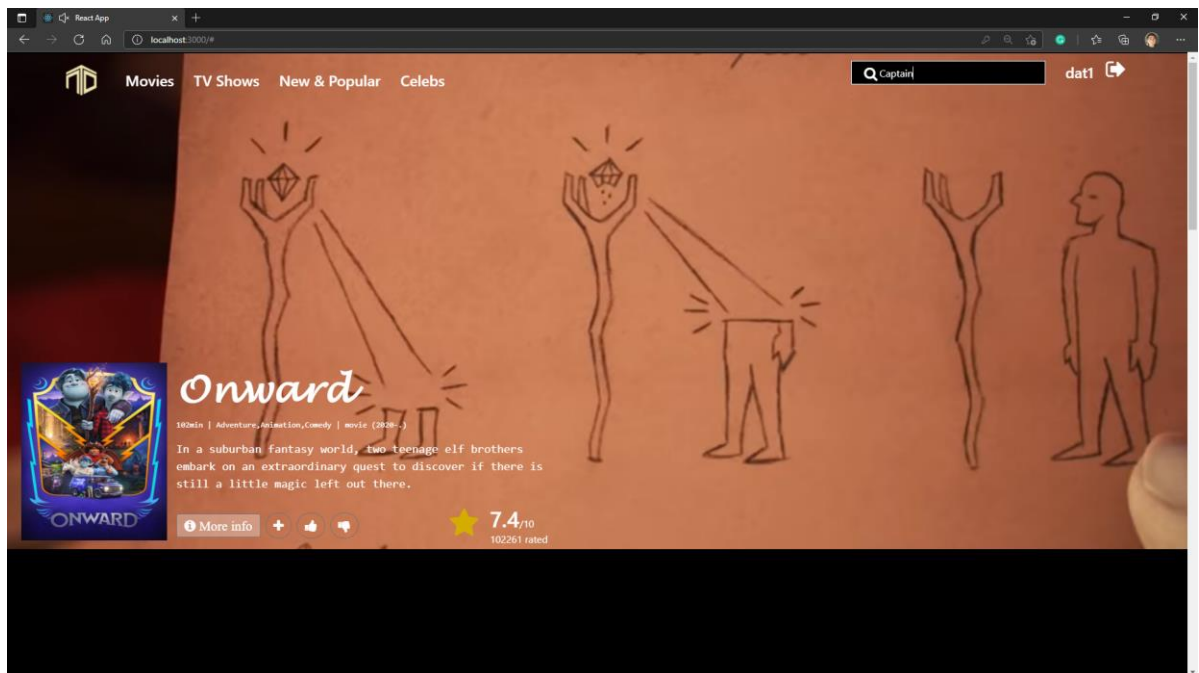 React App
localhost:3000/#
Movies TV Shows New & Popular Celebs
Captain
dat1
Onward
102min | Adventure,Animation,Comedy | movie (2020-.)
In a suburban fantasy world, two teenage elf brothers
embark on an extraordinary quest to discover if there is
still a little magic left out there.
ONWARD
More info
7.4/10
102261 rated